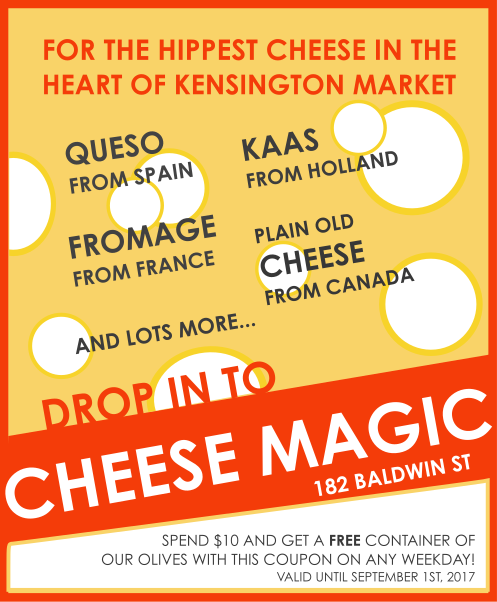 FOR THE HIPPEST CHEESE IN THE
HEART OF KENSINGTON MARKET
QUESO
FROM SPAIN
KAAS
FROM HOLLAND
FROMAGE
FROM FRANCE
PLAIN OLD
CHEESE
FROM CANADA
AND LOTS MORE...
DROP IN TO
CHEESE MAGIC
182 BALDWIN ST
SPEND $10 AND GET A FREE CONTAINER OF
OUR OLIVES WITH THIS COUPON ON ANY WEEKDAY!
VALID UNTIL SEPTEMBER 1ST, 2017